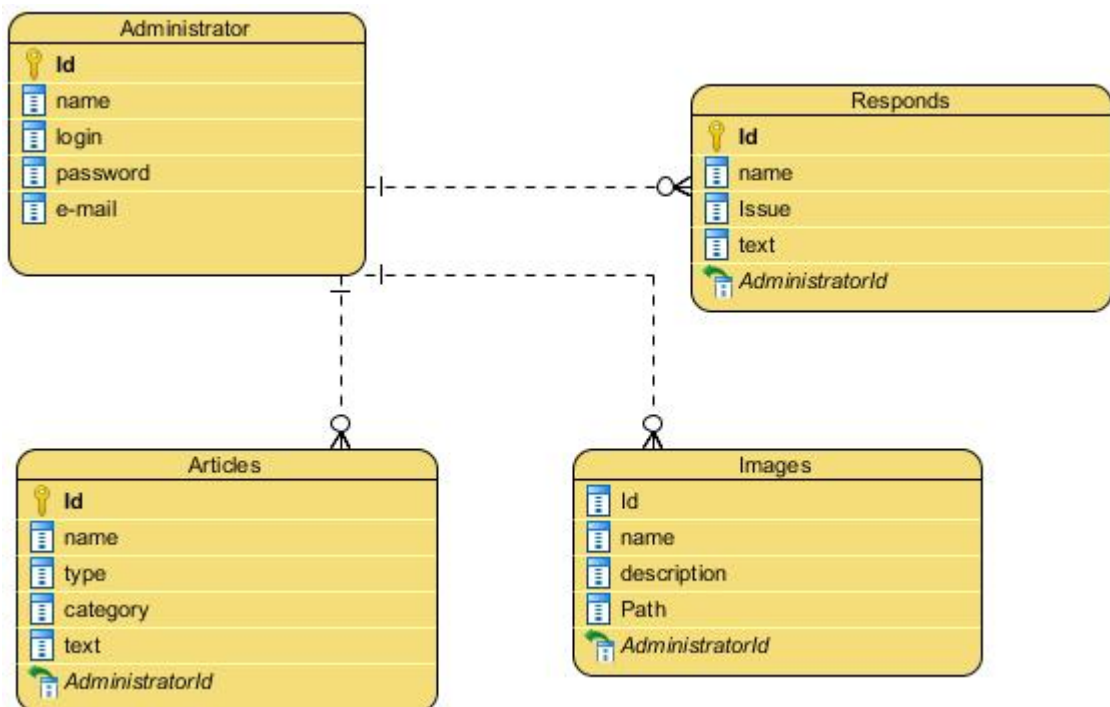 Administrator
Id
name
login
password
e-mail
Responds
Id
name
Issue
text
AdministratorId
Articles
Id
name
type
category
text
AdministratorId
Images
Id
name
description
Path
AdministratorId